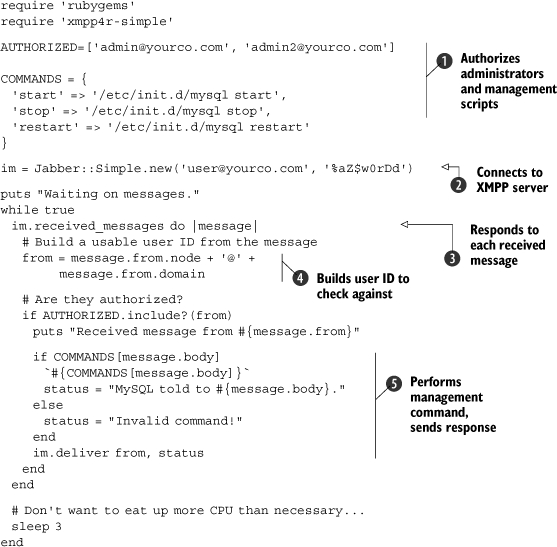 require 'rubygems'
require 'xmpp4r-simple'
AUTHORIZED=['admin@yourco.com', 'admin2@yourco.com']
COMMANDS = {
'start' => '/etc/init.d/mysql start',
'stop' => '/etc/init.d/mysql stop',
'restart' => '/etc/init.d/mysql restart'
}
1 Authorizes
administrators
and management
scripts
im = Jabber::Simple.new('user@yourco.com', '%aZ$w0rDd')
2 Connects to
XMPP server
puts "Waiting on messages."
while true
im.received_messages do |message|
3 Responds to
each received
message
# Build a usable user ID from the message
from = message.from.node + '@' +
message.from.domain
4 Builds user ID to
check against
# Are they authorized?
if AUTHORIZED.include?(from)
puts "Received message from #{message.from}"
if COMMANDS[message.body]
`#{COMMANDS[message.body]}`
status = "MySQL told to #{message.body}."
else
status = "Invalid command!"
end
im.deliver from, status
5 Performs
management
command,
sends response
end
end
# Don't want to eat up more CPU than necessary...
sleep 3
end